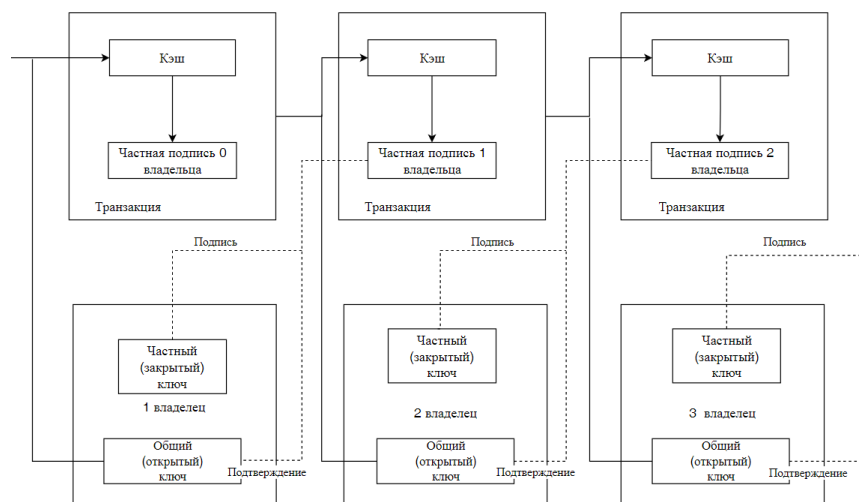 Кэш
Кэш
Кэш
Частная подпись 0
владельца
Частная подпись 1
владельца
Частная подпись 2
владельца
Транзакция
Транзакция
Транзакция
Подпись
Подпись
Подпись
Частный
(закрытый)
ключ
Частный
(закрытый)
ключ
Частный
(закрытый)
ключ
1 владелец
2 владелец
3 владелец
Общий
(открытый)
ключ
Общий
(открытый)
ключ
Общий
(открытый)
ключ
Подтверждение
Подтверждение
Подтверждение